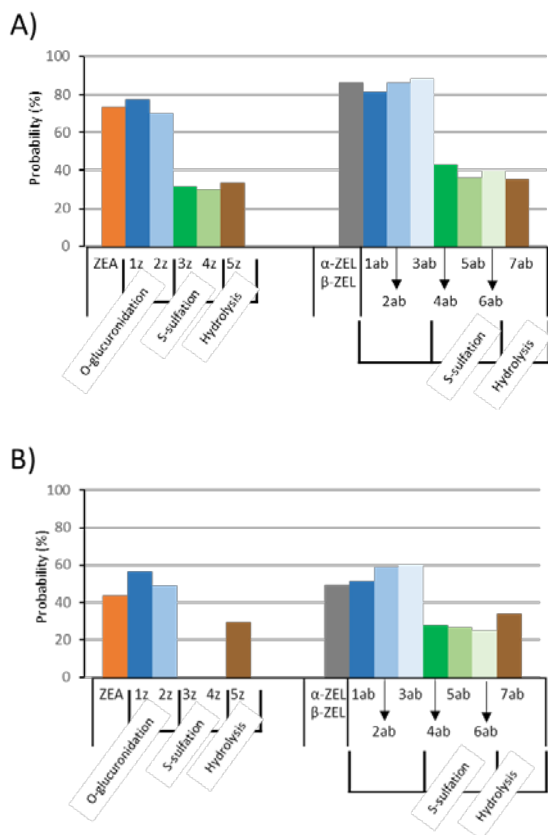 A)
Probability (%)
100
80
60
40
20
0
ZEA 1z 2z 3z 4z 5z
α-ZEL 1ab 3ab 5ab 7ab
β-ZEL
2ab 4ab 6ab
O-glucuronidation
S-sulfation
Hydrolysis
S-sulfation
Hydrolysis
B)
Probability (%)
100
80
60
40
20
0
ZEA 1z 2z 3z 4z 5z
α-ZEL 1ab 3ab 5ab 7ab
β-ZEL
2ab 4ab 6ab
O-glucuronidation
S-sulfation
Hydrolysis
S-sulfation
Hydrolysis